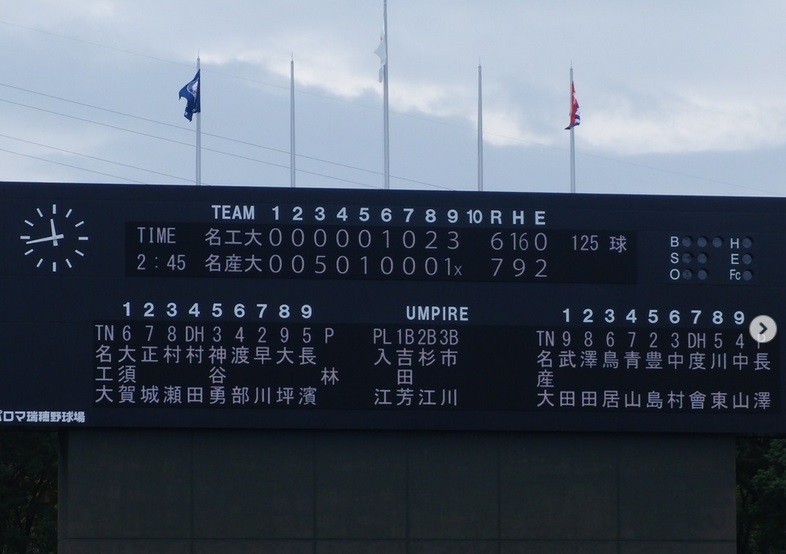 TEAM 1 2 3 4 5 6 7 8 9 10 R H E
TIME 名工大 0 0 0 0 0 1 0 2 3 6 16 0 125 球
2:45 名産大 0 0 5 0 1 0 0 0 1x 7 9 2
B H
S E
O Fc
1 2 3 4 5 6 7 8 9 UMPIRE 1 2 3 4 5 6 7 8 9
TN 6 7 8 DH 5 4 2 9 5 P PL 1B 2B 3B TN 9 8 6 7 2 3 DH 5 4 P
名 大 正 村 村 神 渡 早 大 長 入 吉 杉 市 名 武 澤 鳥 青 豊 中 度 川 中 長
工 須 谷 林 田 産
大 賀 城 瀬 田 勇 部 川 坪 濱 江 芳 江 川 大 田 田 居 山 島 村 會 東 山 澤
パロマ瑞穂野球場